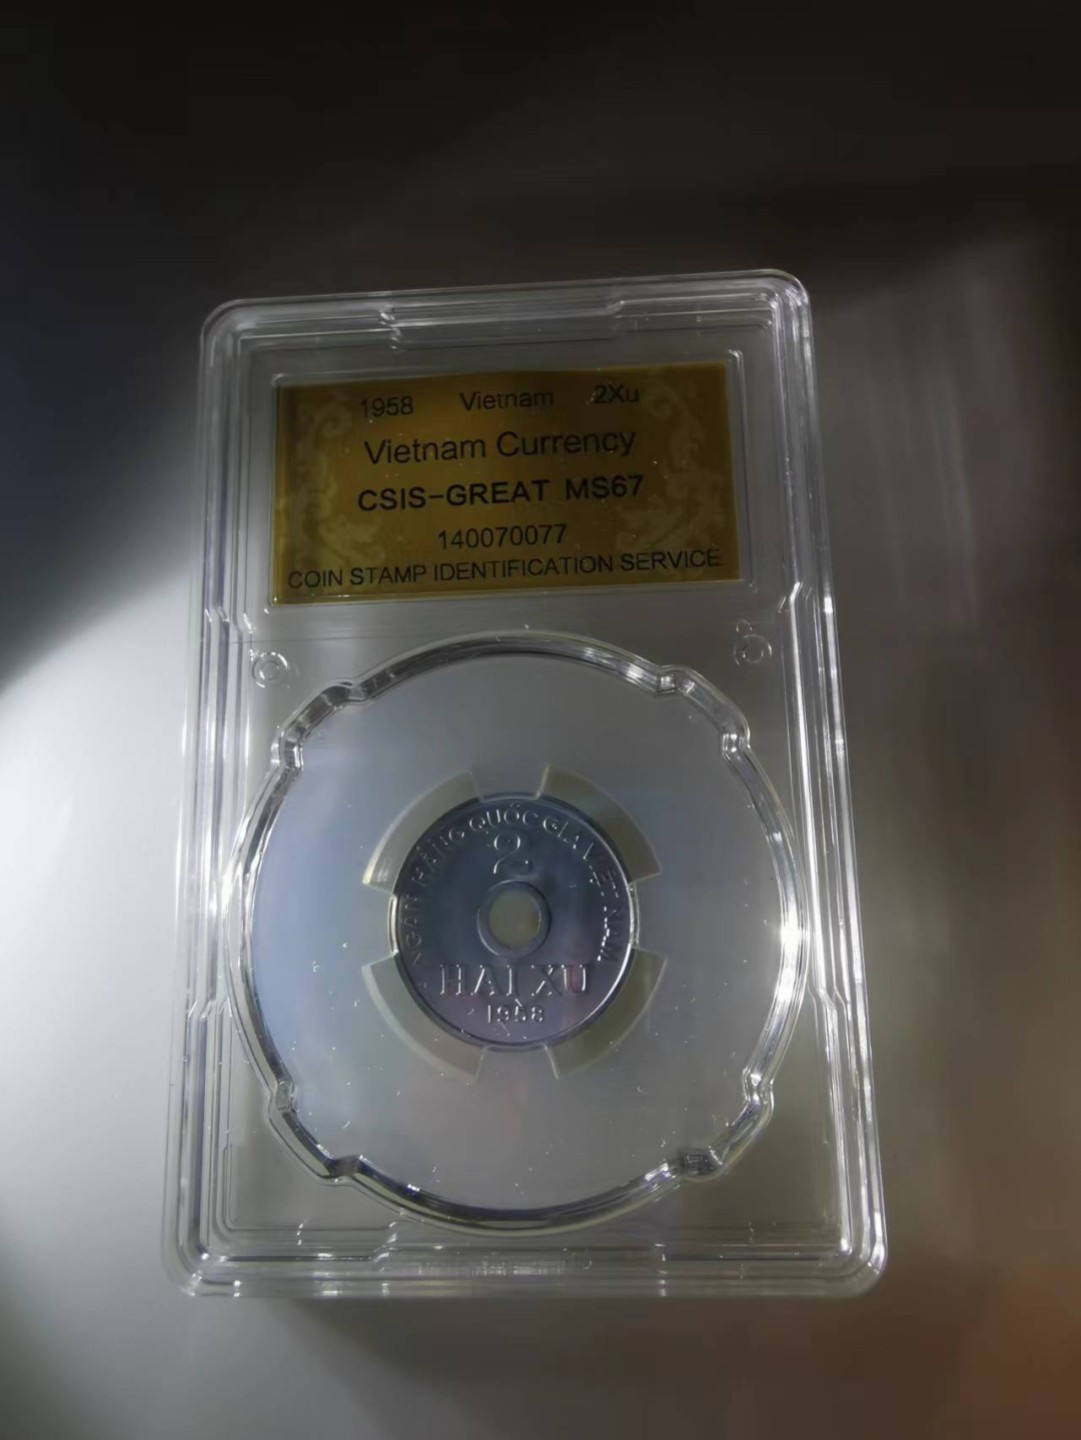 1958 Vietnam 2Xu
Vietnam Currency
CSIS-GREAT MS67
140070077
COIN STAMP IDENTIFICATION SERVICE
NGÂN HÀNG QUỐC GIA VIỆT NAM
2
HAI XU
1958